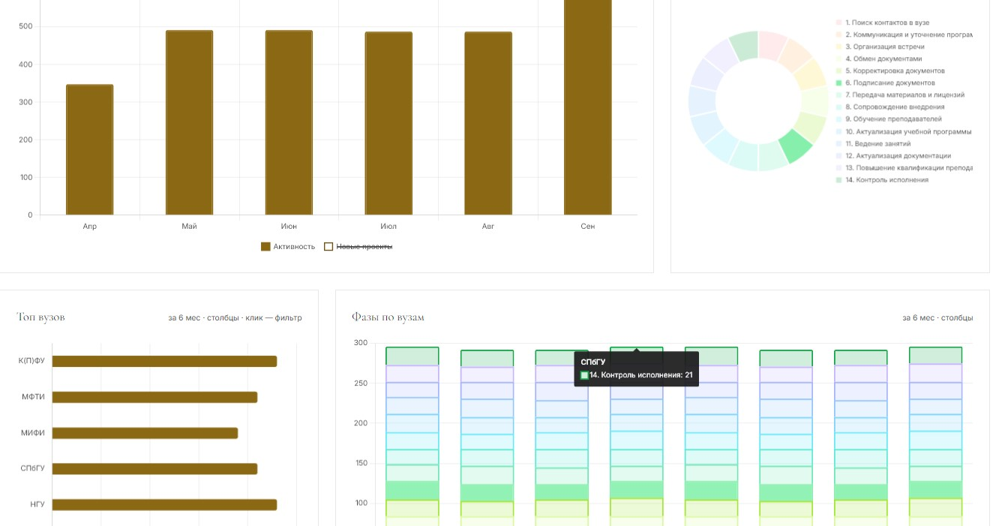 500
400
300
200
100
0
Апр Май Июн Июл Авг Сен
Активность Новые проекты
1. Поиск контактов в вузе
2. Коммуникация и уточнение програм
3. Организация встречи
4. Обмен документами
5. Корректировка документов
6. Подписание документов
7. Передача материалов и лицензий
8. Сопровождение внедрения
9. Обучение преподавателей
10. Актуализация учебной программы
11. Ведение занятий
12. Актуализация документации
13. Повышение квалификации препода
14. Контроль исполнения
Топ вузов
за 6 мес · столбцы · клик — фильтр
К(П)ФУ
МФТИ
МИФИ
СПбГУ
НГУ
Фазы по вузам
за 6 мес · столбцы
300
250
200
150
100
СПбГУ
14. Контроль исполнения: 21